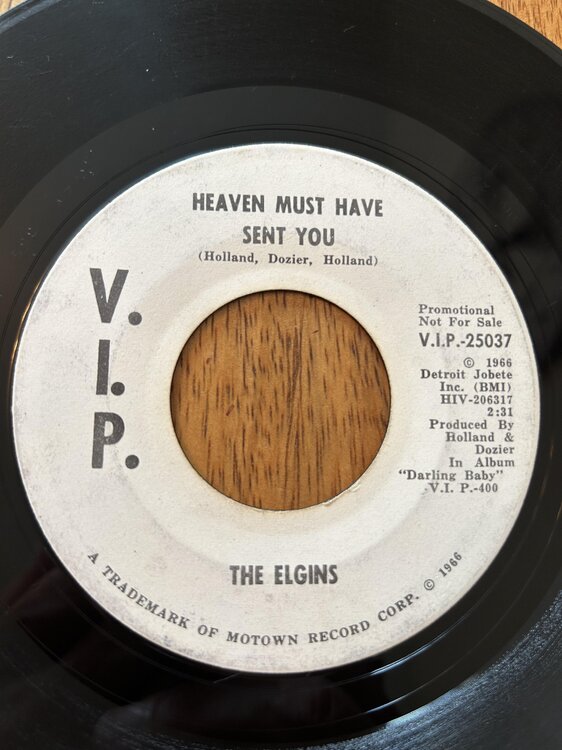 HEAVEN MUST HAVE
SENT YOU
(Holland, Dozier, Holland)
V.
I.
P.
Promotional
Not For Sale
V.I.P.-25037
© 1966
Detroit Jobete
Inc. (BMI)
HIV-206317
2:31
Produced By
Holland &
Dozier
In Album
"Darling Baby"
V.I. P.-400
THE ELGINS
A TRADEMARK OF MOTOWN RECORD CORP. © 1966